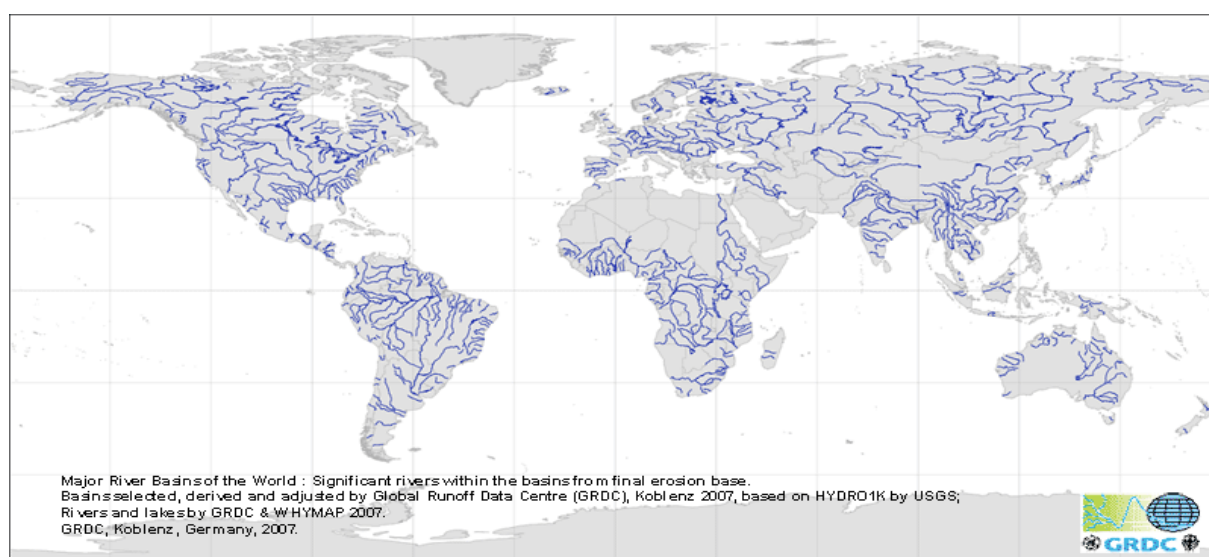 Major River Basins of the World : Significant rivers within the basins from final erosion base.
Basins selected, derived and adjusted by Global Runoff Data Centre (GRDC), Koblenz 2007, based on HYDRO1K by USGS;
Rivers and lakes by GRDC & WHYMAP 2007.
GRDC, Koblenz, Germany, 2007.
GRDC